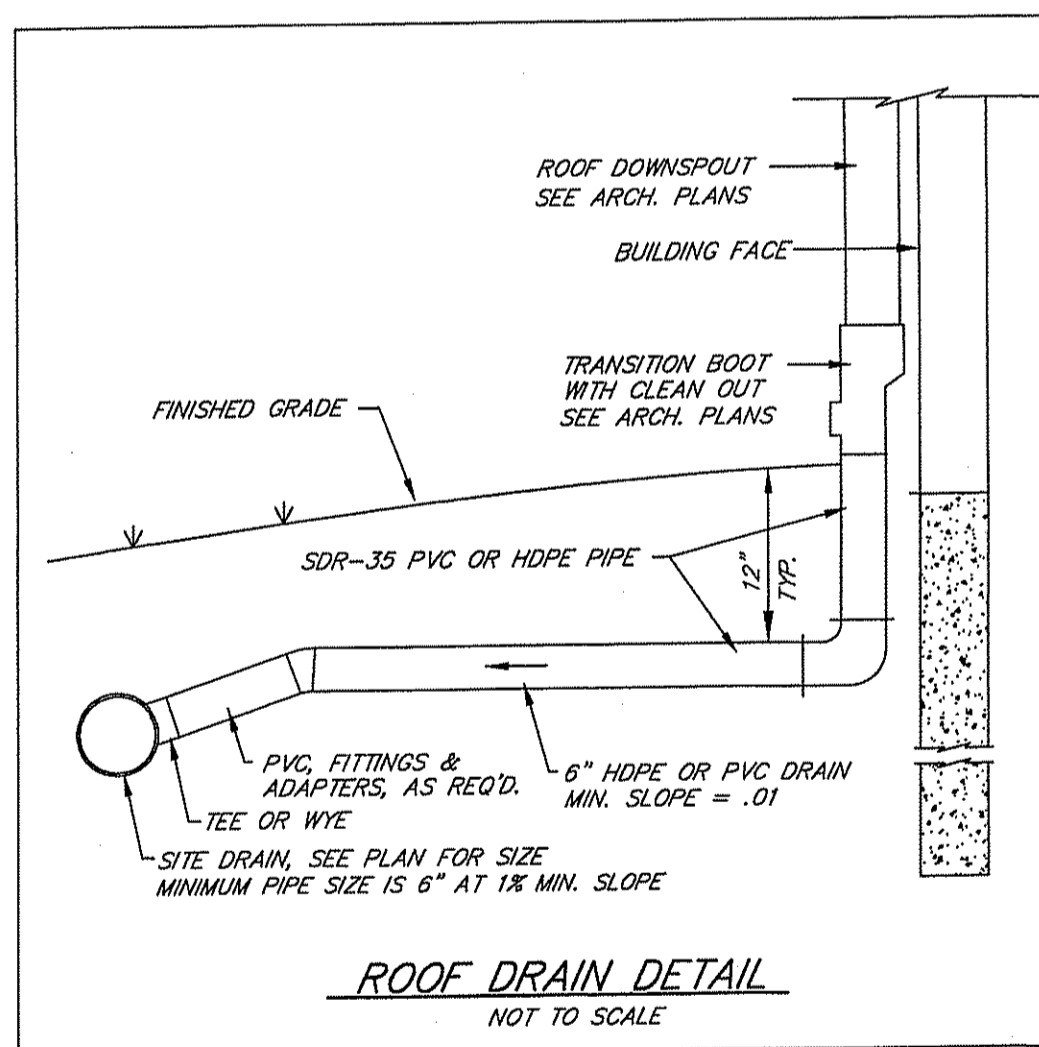 ROOF DOWNSPOUT
SEE ARCH. PLANS
BUILDING FACE
TRANSITION BOOT
WITH CLEAN OUT
SEE ARCH. PLANS
FINISHED GRADE
SDR-35 PVC OR HDPE PIPE
12"
TYP.
PVC, FITTINGS &
ADAPTERS, AS REQ'D.
6" HDPE OR PVC DRAIN
MIN. SLOPE = .01
TEE OR WYE
SITE DRAIN, SEE PLAN FOR SIZE
MINIMUM PIPE SIZE IS 6" AT 1% MIN. SLOPE
ROOF DRAIN DETAIL
NOT TO SCALE